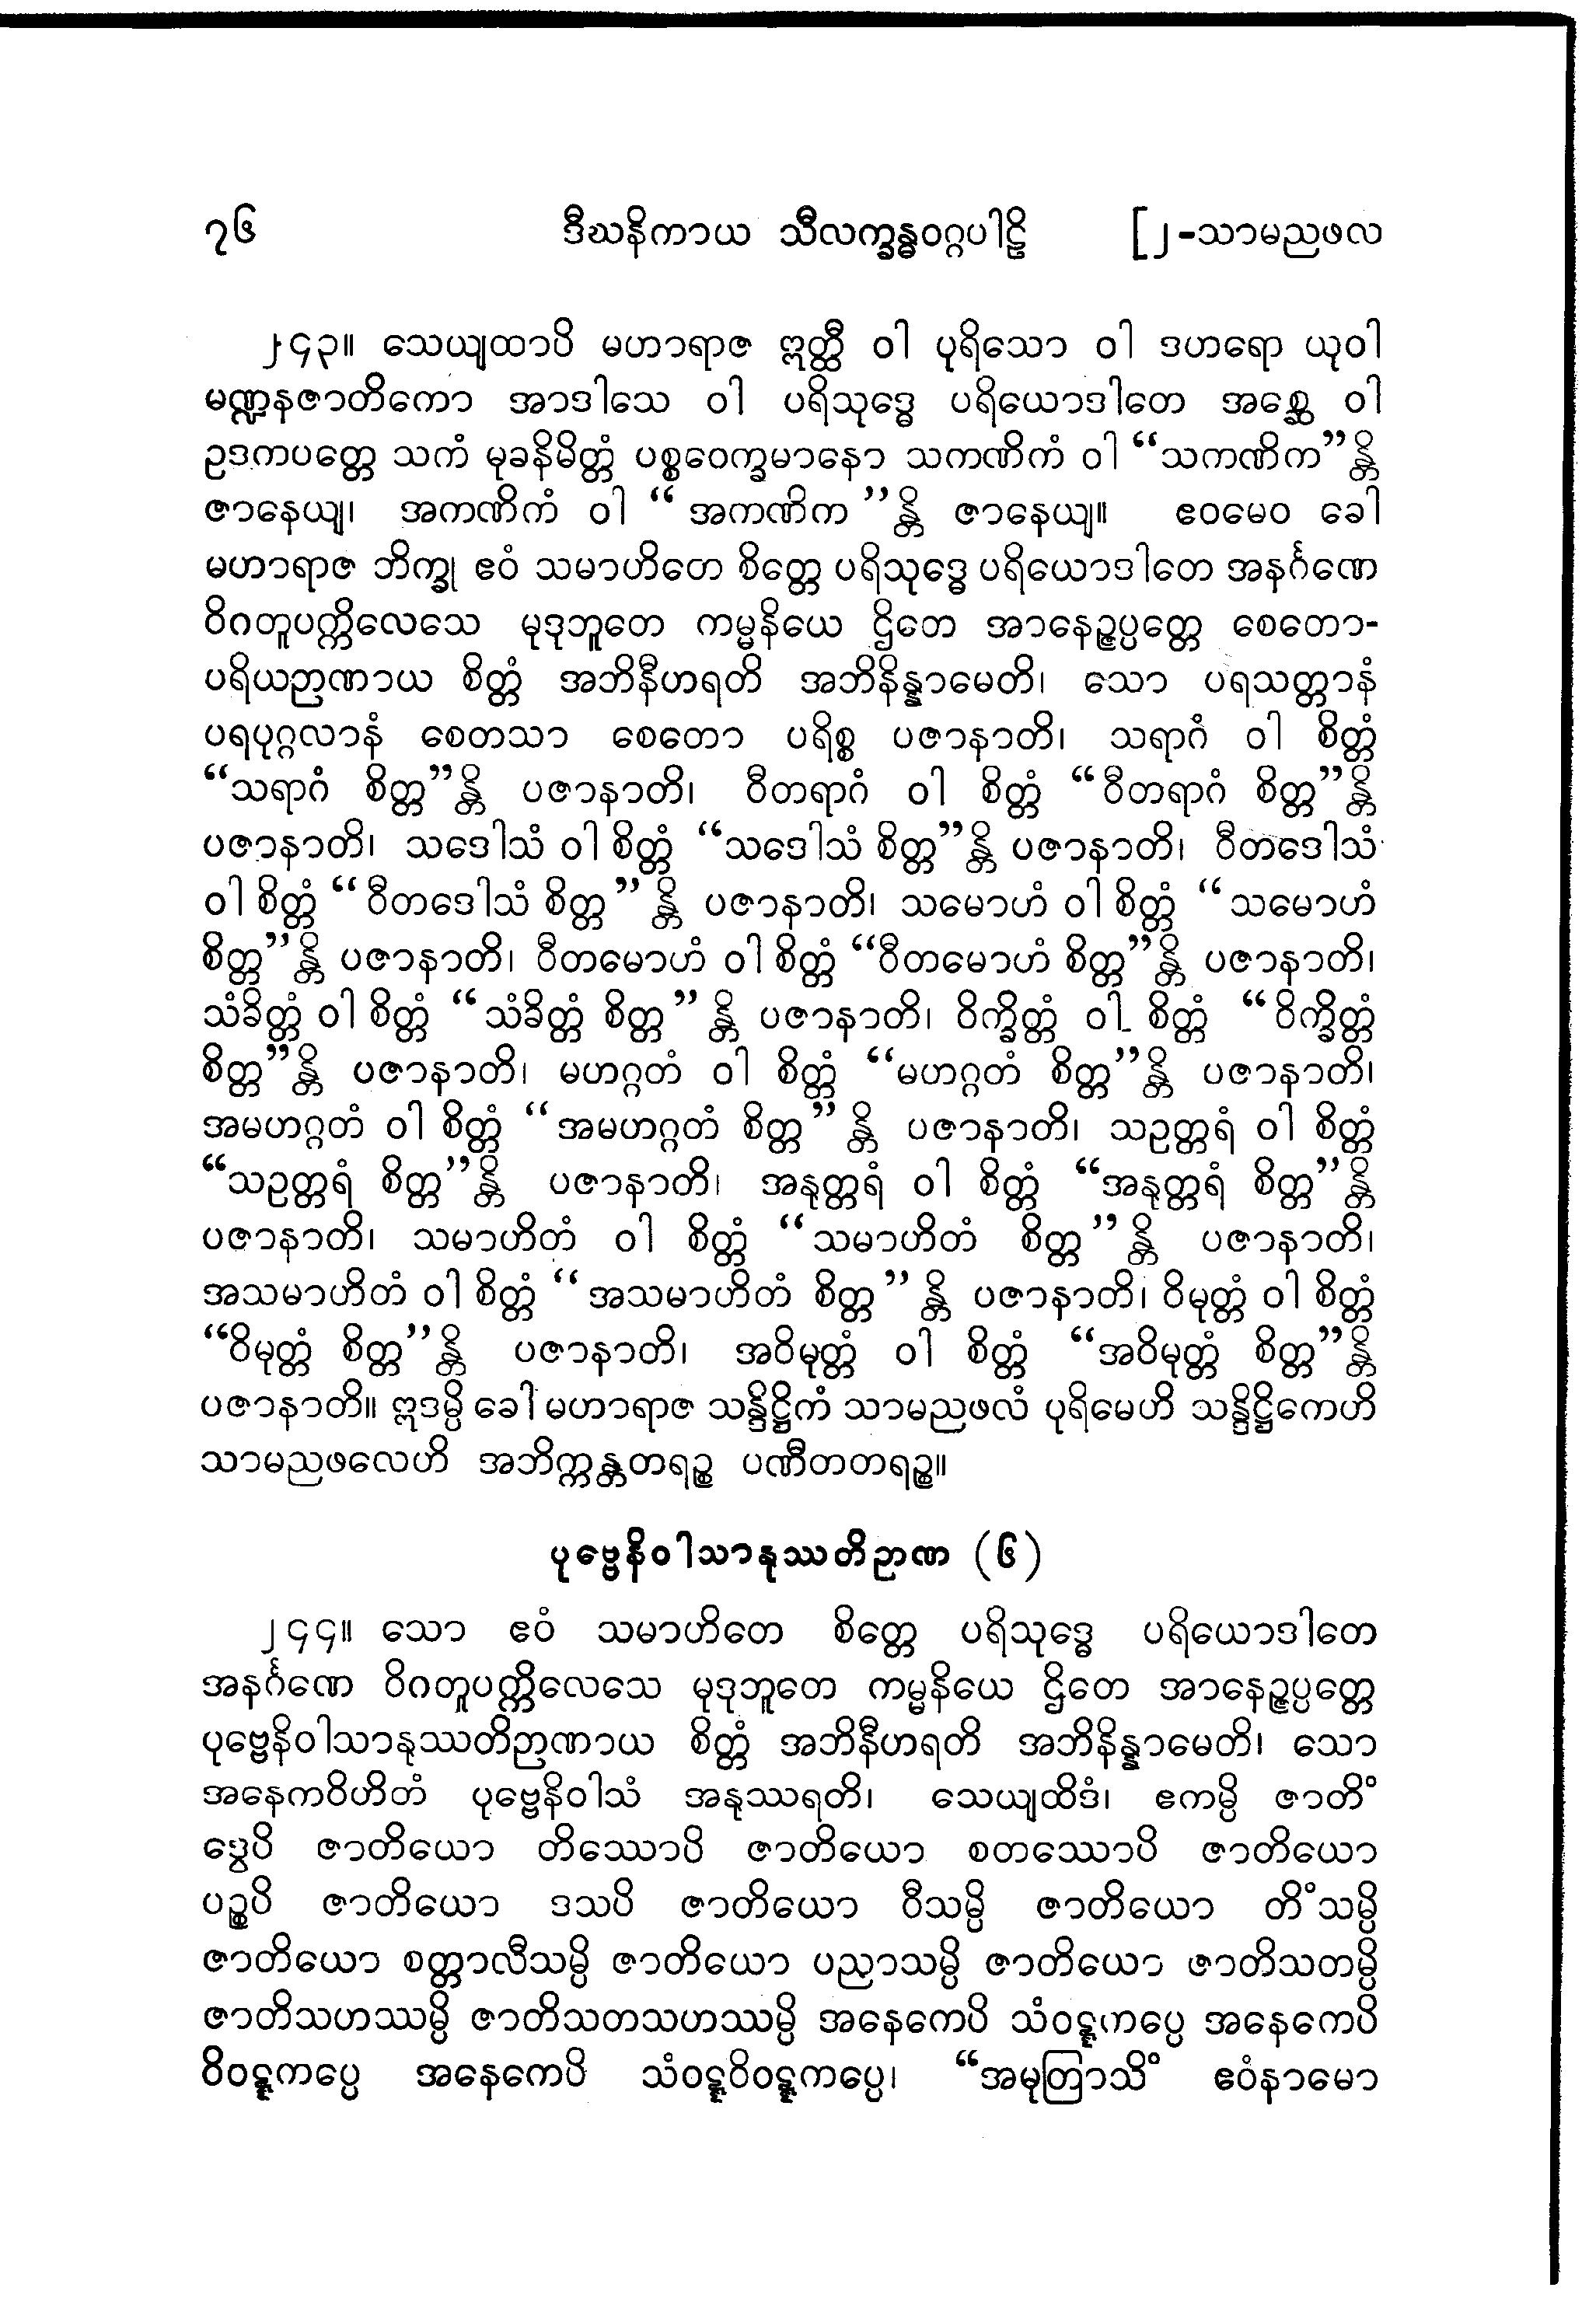 ၇၆ ဒီဃနိကာယ သီလက္ခန္ဓဝဂ္ဂပါဠိ [၂-သာမညဖလ
၂၄၃။ သေယျထာပိ မဟာရာဇ ဣတ္ထီ ဝါ ပုရိသော ဝါ ဒဟရော ယုဝါ
မဏ္ဍနဇာတိကော အာဒါသေ ဝါ ပရိသုဒ္ဓေ ပရိယောဒါတေ အစ္ဆေ ဝါ
ဥဒကပတ္တေ သကံ မုခနိမိတ္တံ ပစ္စဝေက္ခမာနော သကဏိကံ ဝါ “သကဏိက”န္တိ
ဇာနေယျ၊ အကဏိကံ ဝါ “အကဏိက”န္တိ ဇာနေယျ။ ဧဝမေဝ ခေါ
မဟာရာဇ ဘိက္ခု ဧဝံ သမာဟိတေ စိတ္တေ ပရိသုဒ္ဓေ ပရိယောဒါတေ အနင်္ဂဏေ
ဝိဂတူပက္ကိလေသေ မုဒုဘူတေ ကမ္မနိယေ ဌိတေ အာနေဉ္ဇပ္ပတ္တေ စေတော-
ပရိယဉာဏာယ စိတ္တံ အဘိနီဟရတိ အဘိနိန္နာမေတိ၊ သော ပရသတ္တာနံ
ပရပုဂ္ဂလာနံ စေတသာ စေတော ပရိစ္စ ပဇာနာတိ၊ သရာဂံ ဝါ စိတ္တံ
“သရာဂံ စိတ္တ”န္တိ ပဇာနာတိ၊ ဝီတရာဂံ ဝါ စိတ္တံ “ဝီတရာဂံ စိတ္တ”န္တိ
ပဇာနာတိ၊ သဒေါသံ ဝါ စိတ္တံ “သဒေါသံ စိတ္တ”န္တိ ပဇာနာတိ၊ ဝီတဒေါသံ
ဝါ စိတ္တံ “ဝီတဒေါသံ စိတ္တ”န္တိ ပဇာနာတိ၊ သမောဟံ ဝါ စိတ္တံ “သမောဟံ
စိတ္တ”န္တိ ပဇာနာတိ၊ ဝီတမောဟံ ဝါ စိတ္တံ “ဝီတမောဟံ စိတ္တ”န္တိ ပဇာနာတိ၊
သံခိတ္တံ ဝါ စိတ္တံ “သံခိတ္တံ စိတ္တ”န္တိ ပဇာနာတိ၊ ဝိက္ခိတ္တံ ဝါ စိတ္တံ “ဝိက္ခိတ္တံ
စိတ္တ”န္တိ ပဇာနာတိ၊ မဟဂ္ဂတံ ဝါ စိတ္တံ “မဟဂ္ဂတံ စိတ္တ”န္တိ ပဇာနာတိ၊
အမဟဂ္ဂတံ ဝါ စိတ္တံ “အမဟဂ္ဂတံ စိတ္တ”န္တိ ပဇာနာတိ၊ သဥတ္တရံ ဝါ စိတ္တံ
“သဥတ္တရံ စိတ္တ”န္တိ ပဇာနာတိ၊ အနုတ္တရံ ဝါ စိတ္တံ “အနုတ္တရံ စိတ္တ”န္တိ
ပဇာနာတိ၊ သမာဟိတံ ဝါ စိတ္တံ “သမာဟိတံ စိတ္တ”န္တိ ပဇာနာတိ၊
အသမာဟိတံ ဝါ စိတ္တံ “အသမာဟိတံ စိတ္တ”န္တိ ပဇာနာတိ၊ ဝိမုတ္တံ ဝါ စိတ္တံ
“ဝိမုတ္တံ စိတ္တ”န္တိ ပဇာနာတိ၊ အဝိမုတ္တံ ဝါ စိတ္တံ “အဝိမုတ္တံ စိတ္တ”န္တိ
ပဇာနာတိ။ ဣဒမ္ပိ ခေါ မဟာရာဇ သန္ဒိဋ္ဌိကံ သာမညဖလံ ပုရိမေဟိ သန္ဒိဋ္ဌိကေဟိ
သာမညဖလေဟိ အဘိက္ကန္တတရဉ္စ ပဏီတတရဉ္စ။
ပုဗ္ဗေနိဝါသာနုဿတိဉာဏ (၆)
၂၄၄။ သော ဧဝံ သမာဟိတေ စိတ္တေ ပရိသုဒ္ဓေ ပရိယောဒါတေ
အနင်္ဂဏေ ဝိဂတူပက္ကိလေသေ မုဒုဘူတေ ကမ္မနိယေ ဌိတေ အာနေဉ္ဇပ္ပတ္တေ
ပုဗ္ဗေနိဝါသာနုဿတိဉာဏာယ စိတ္တံ အဘိနီဟရတိ အဘိနိန္နာမေတိ၊ သော
အနေကဝိဟိတံ ပုဗ္ဗေနိဝါသံ အနုဿရတိ၊ သေယျထိဒံ၊ ဧကမ္ပိ ဇာတိံ
ဒွေပိ ဇာတိယော တိဿောပိ ဇာတိယော စတဿောပိ ဇာတိယော
ပဉ္စပိ ဇာတိယော ဒသပိ ဇာတိယော ဝီသမ္ပိ ဇာတိယော တိံသမ္ပိ
ဇာတိယော စတ္တာလီသမ္ပိ ဇာတိယော ပညာသမ္ပိ ဇာတိယော ဇာတိသတမ္ပိ
ဇာတိသဟဿမ္ပိ ဇာတိသတသဟဿမ္ပိ အနေကေပိ သံဝဋ္ဋကပ္ပေ အနေကေပိ
ဝိဝဋ္ဋကပ္ပေ အနေကေပိ သံဝဋ္ဋဝိဝဋ္ဋကပ္ပေ၊ “အမုတြာသိံ ဧဝံနာမော